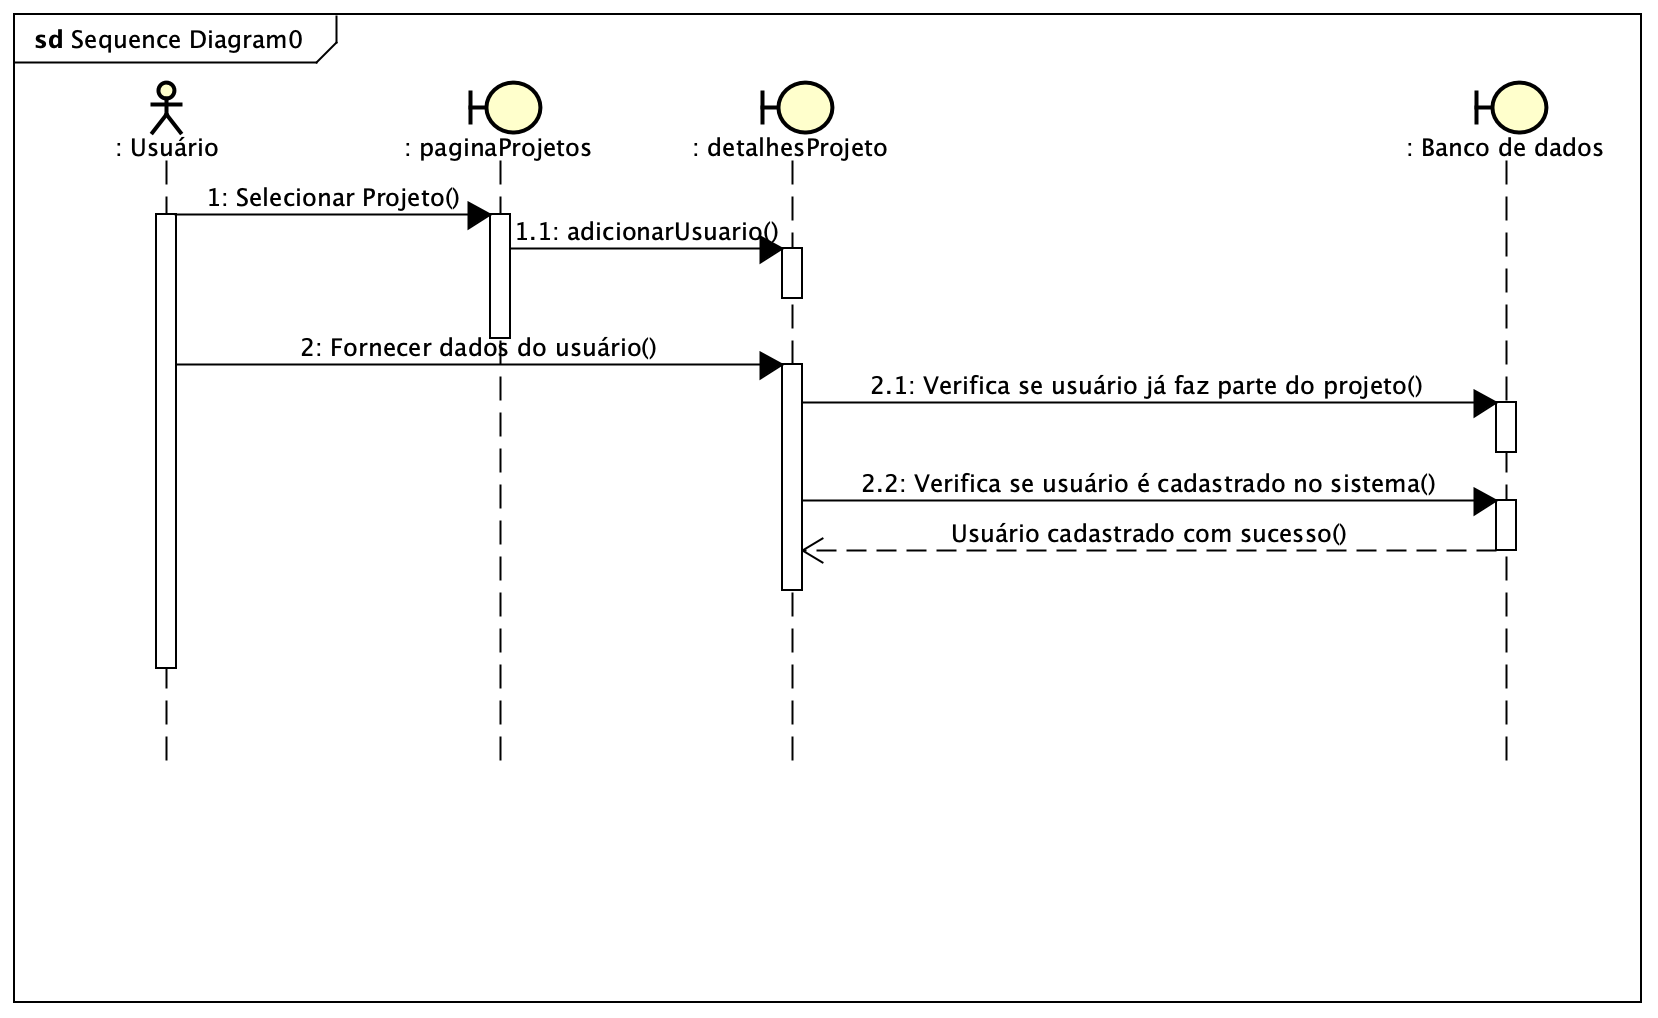 sd Sequence Diagram0
: Usuário
: paginaProjetos
: detalhesProjeto
: Banco de dados
1: Selecionar Projeto()
1.1: adicionarUsuario()
2: Fornecer dados do usuário()
2.1: Verifica se usuário já faz parte do projeto()
2.2: Verifica se usuário é cadastrado no sistema()
Usuário cadastrado com sucesso()